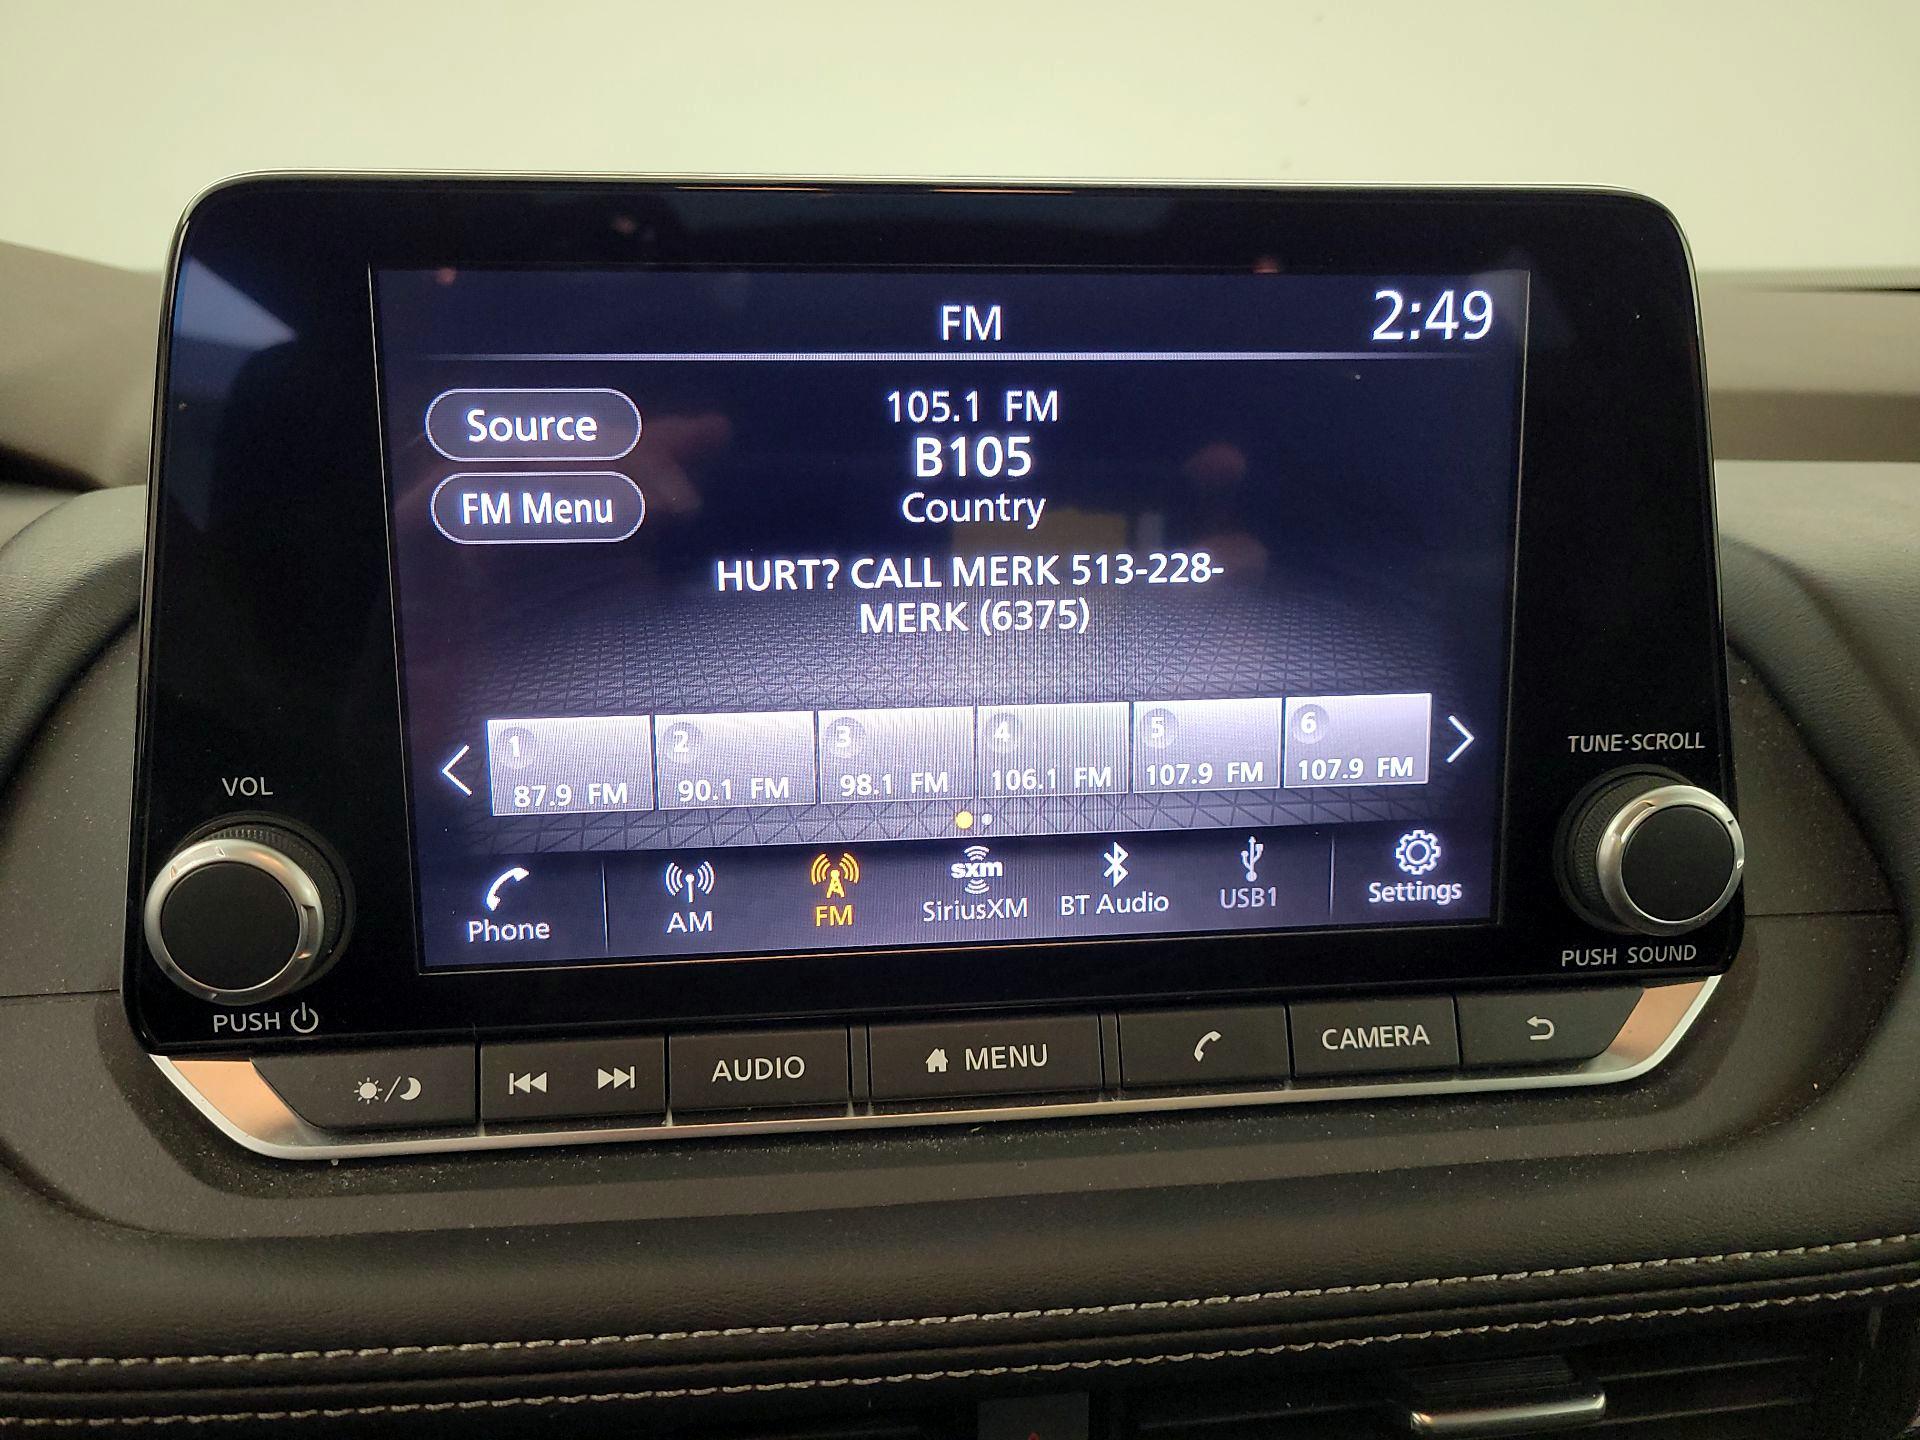 FM
2:49
Source
105.1 FM
B105
FM Menu
Country
HURT? CALL MERK 513-228-
MERK (6375)
1
2
3
4
5
6
87.9 FM
90.1 FM
98.1 FM
106.1 FM
107.9 FM
107.9 FM
VOL
TUNE·SCROLL
Phone
AM
FM
sxm
SiriusXM
BT Audio
USB1
Settings
PUSH
PUSH SOUND
AUDIO
MENU
CAMERA